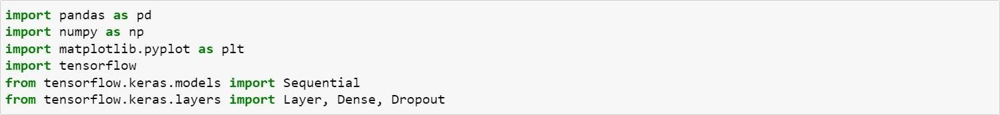 import pandas as pd
import numpy as np
import matplotlib.pyplot as plt
import tensorflow
from tensorflow.keras.models import Sequential
from tensorflow.keras.layers import Layer, Dense, Dropout